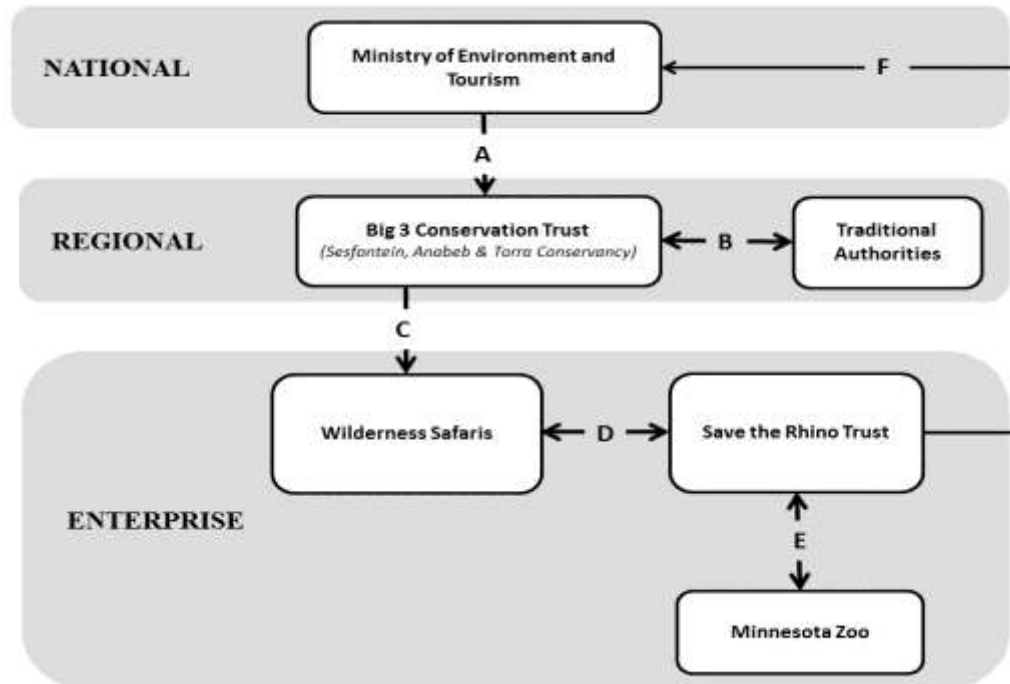 NATIONAL
Ministry of Environment and
Tourism
F
A
REGIONAL
Big 3 Conservation Trust
(Sesfontein, Anabeb & Torra Conservancy)
B
Traditional
Authorities
C
Wilderness Safaris
D
Save the Rhino Trust
ENTERPRISE
E
Minnesota Zoo